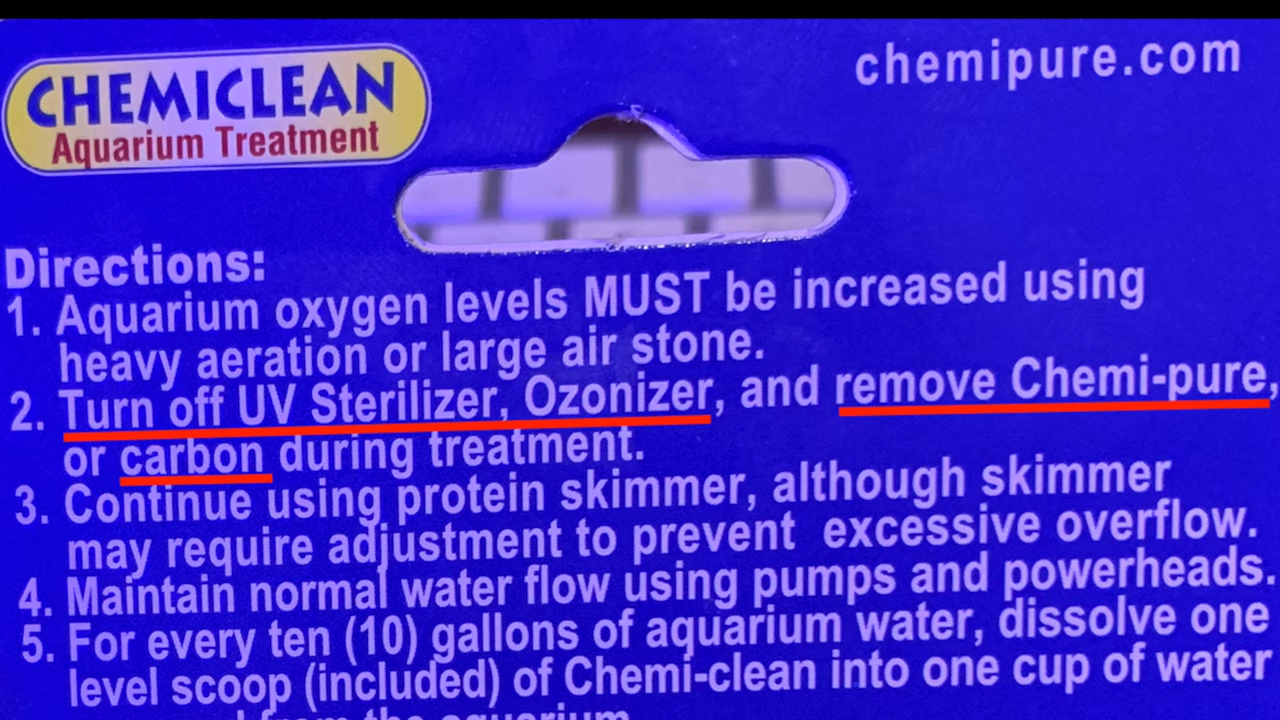 CHEMICLEAN
Aquarium Treatment
chemipure.com
Directions:
1. Aquarium oxygen levels MUST be increased using
heavy aeration or large air stone.
2. Turn off UV Sterilizer, Ozonizer, and remove Chemi-pure,
or carbon during treatment.
3. Continue using protein skimmer, although skimmer
may require adjustment to prevent excessive overflow.
4. Maintain normal water flow using pumps and powerheads.
5. For every ten (10) gallons of aquarium water, dissolve one
level scoop (included) of Chemi-clean into one cup of water
from the aquarium